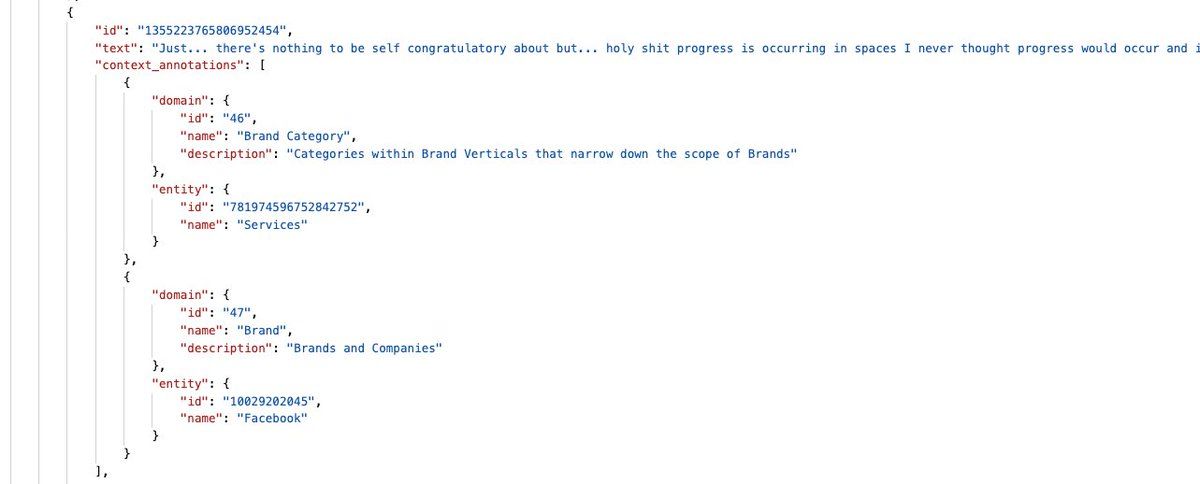 {
"id": "1355223765806952454",
"text": "Just... there's nothing to be self congratulatory about but... holy shit progress is occurring in spaces I never thought progress would occur and i
"context_annotations": [
{
"domain": {
"id": "46",
"name": "Brand Category",
"description": "Categories within Brand Verticals that narrow down the scope of Brands"
},
"entity": {
"id": "781974596752842752",
"name": "Services"
}
},
{
"domain": {
"id": "47",
"name": "Brand",
"description": "Brands and Companies"
},
"entity": {
"id": "10029202045",
"name": "Facebook"
}
}
],